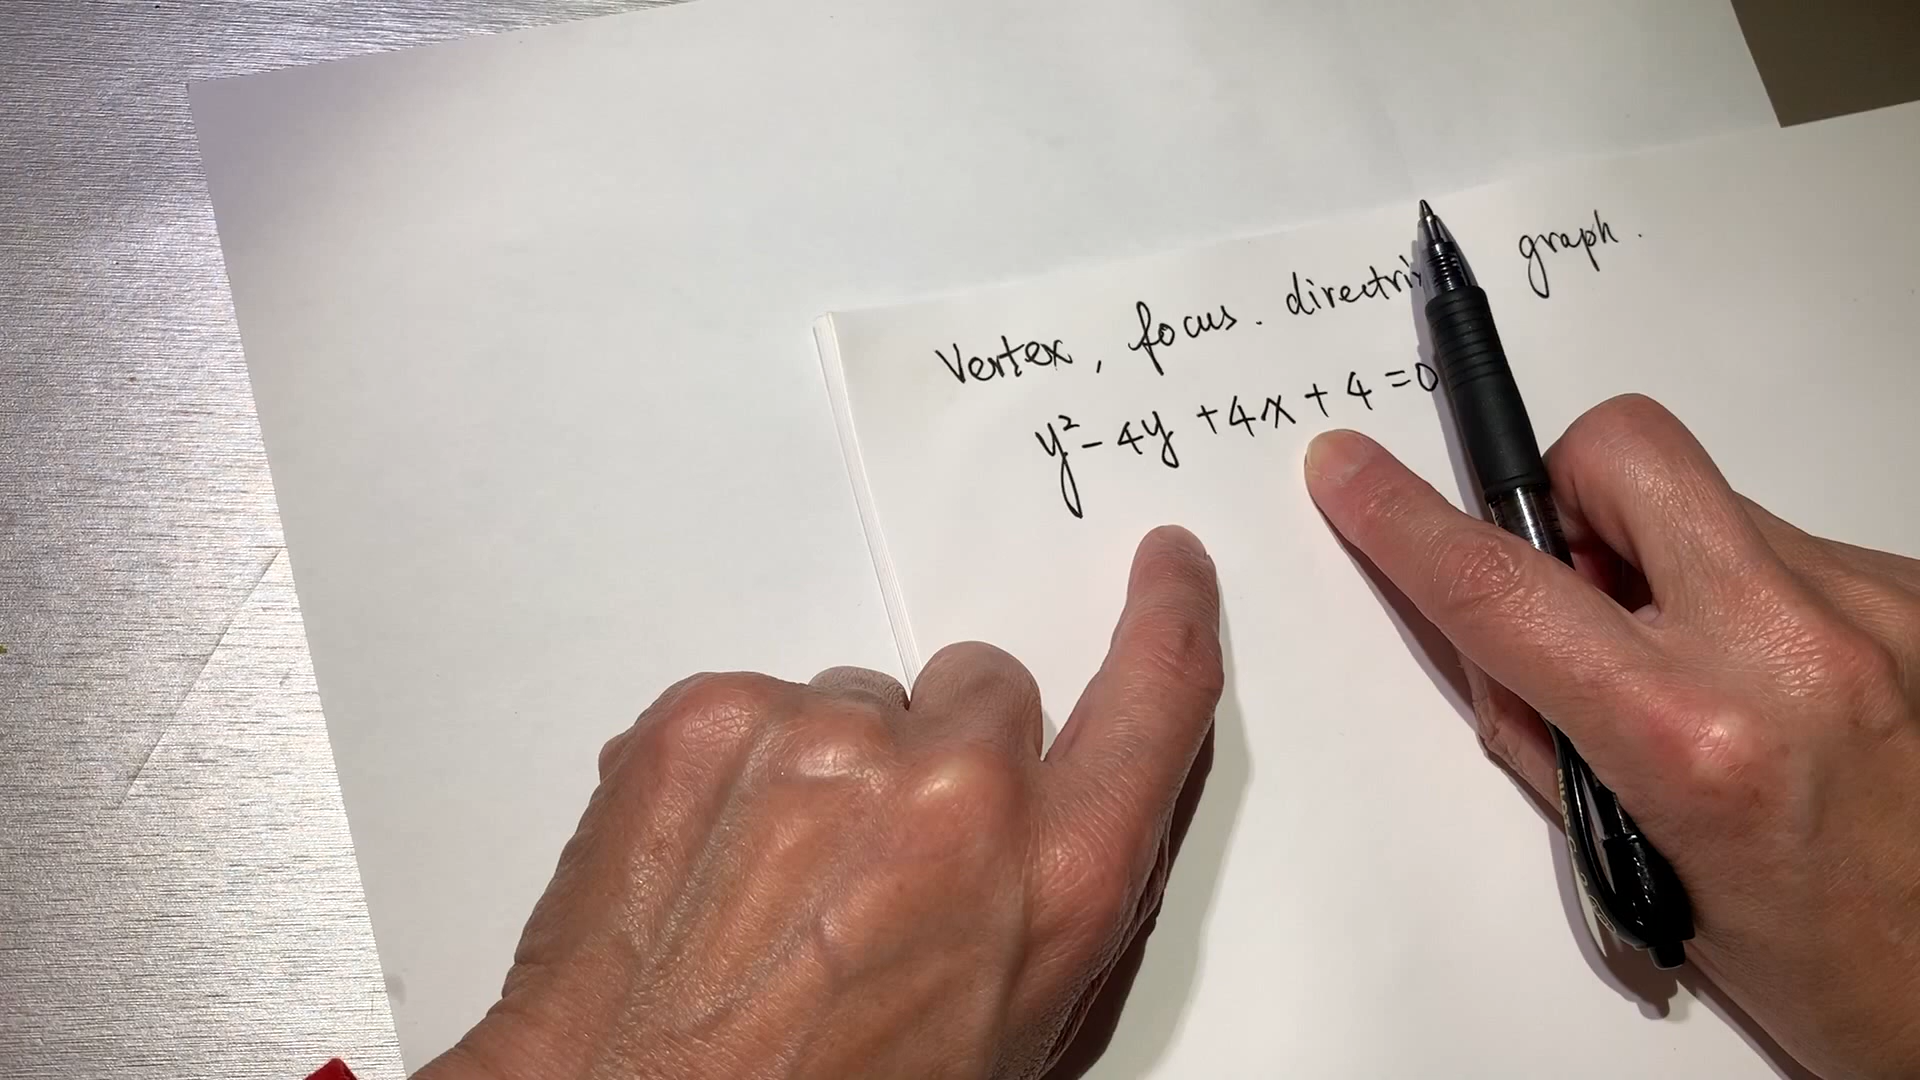 Vertex, focus. directri graph.
y² - 4y + 4x + 4 = 0